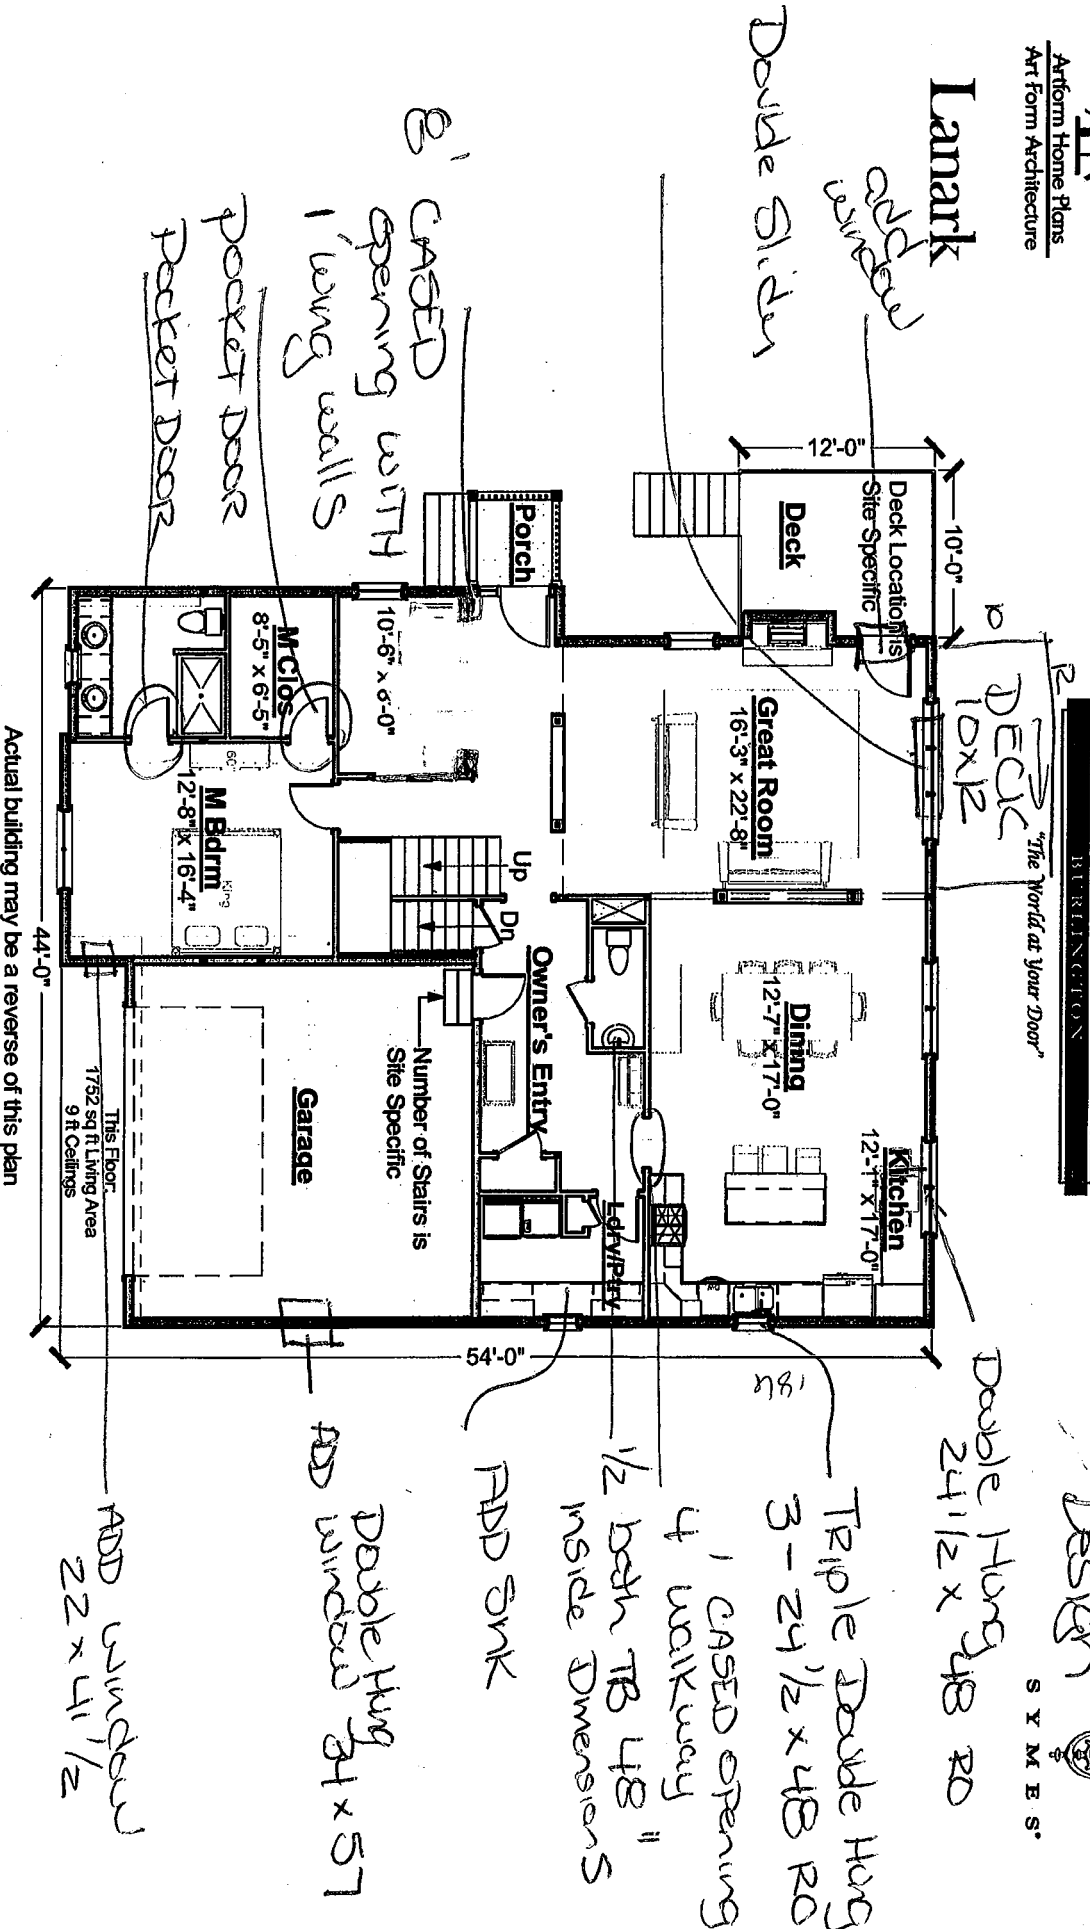 Artform Home Plans
Art Form Architecture
Lanark
BURLINGTON
"The World at Your Door"
Design
SYMES
add
window
Double Slider
8' CASED
opening WITH
1' wing walls
POCKET DOOR
POCKET DOOR
10
12
DECK
10x12
12'-0"
10'-0"
Deck Location is
Site Specific
Deck
Porch
Great Room
16'-3" x 22'-8"
Dining
12'-7" x 17'-0"
Kitchen
12'-1" x 17'-0"
DW
10'-6" x 8'-0"
M Clos
8'-5" x 6'-5"
M Bdrm
12'-8" x 16'-4"
King
60
Up
Dn
Owner's Entry
Ldry/Ptry
Number of Stairs is
Site Specific
Garage
This Floor:
1752 sq ft Living Area
9 ft Ceilings
44'-0"
54'-0"
Double Hung
24 1/2 x 48 RO
Triple Double Hung
3 - 24 1/2 x 48 RO
4' CASED OPENING
walkway
1/2 bath TB 48"
inside Dimensions
ADD SINK
Double Hung
ADD window 34 x 57
ADD window
22 x 41 1/2
Actual building may be a reverse of this plan